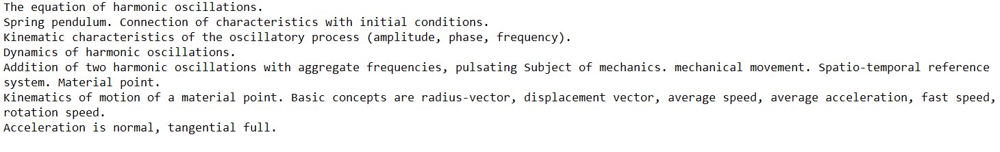 The equation of harmonic oscillations.
Spring pendulum. Connection of characteristics with initial conditions.
Kinematic characteristics of the oscillatory process (amplitude, phase, frequency).
Dynamics of harmonic oscillations.
Addition of two harmonic oscillations with aggregate frequencies, pulsating Subject of mechanics. mechanical movement. Spatio-temporal reference
system. Material point.
Kinematics of motion of a material point. Basic concepts are radius-vector, displacement vector, average speed, average acceleration, fast speed,
rotation speed.
Acceleration is normal, tangential full.